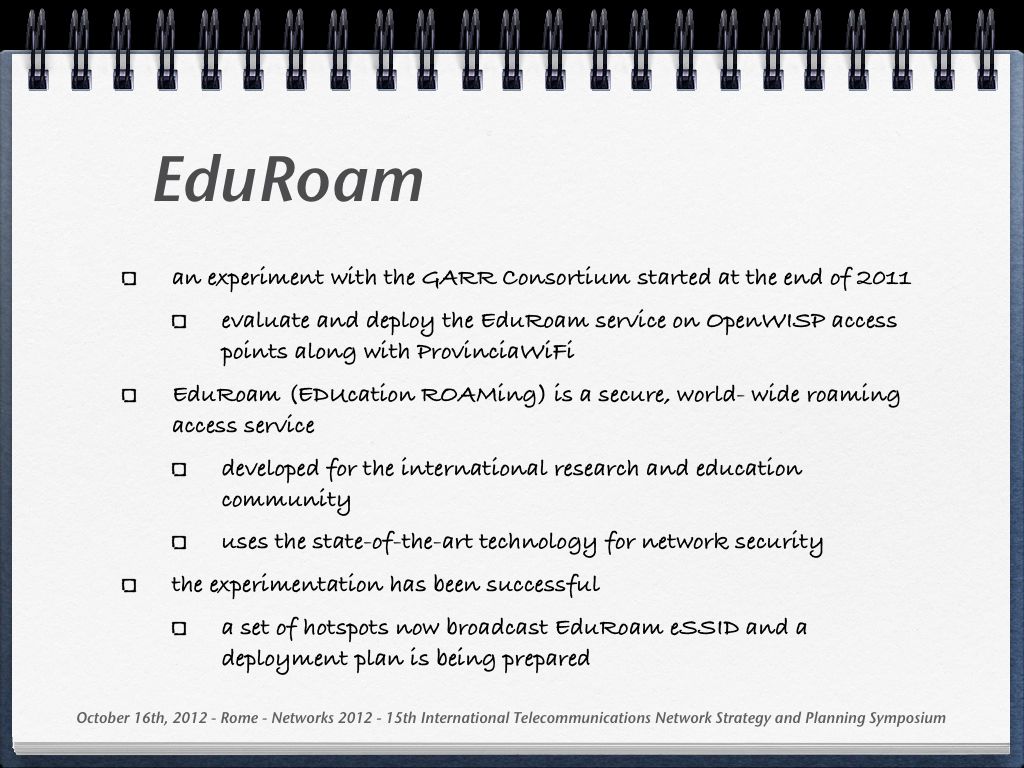 EduRoam
an experiment with the GARR Consortium started at the end of 2011
evaluate and deploy the EduRoam service on OpenWISP access
points along with ProvinciaWiFi
EduRoam (EDUcation ROAMing) is a secure, world- wide roaming
access service
developed for the international research and education
community
uses the state-of-the-art technology for network security
the experimentation has been successful
a set of hotspots now broadcast EduRoam eSSID and a
deployment plan is being prepared
October 16th, 2012 - Rome - Networks 2012 - 15th International Telecommunications Network Strategy and Planning Symposium